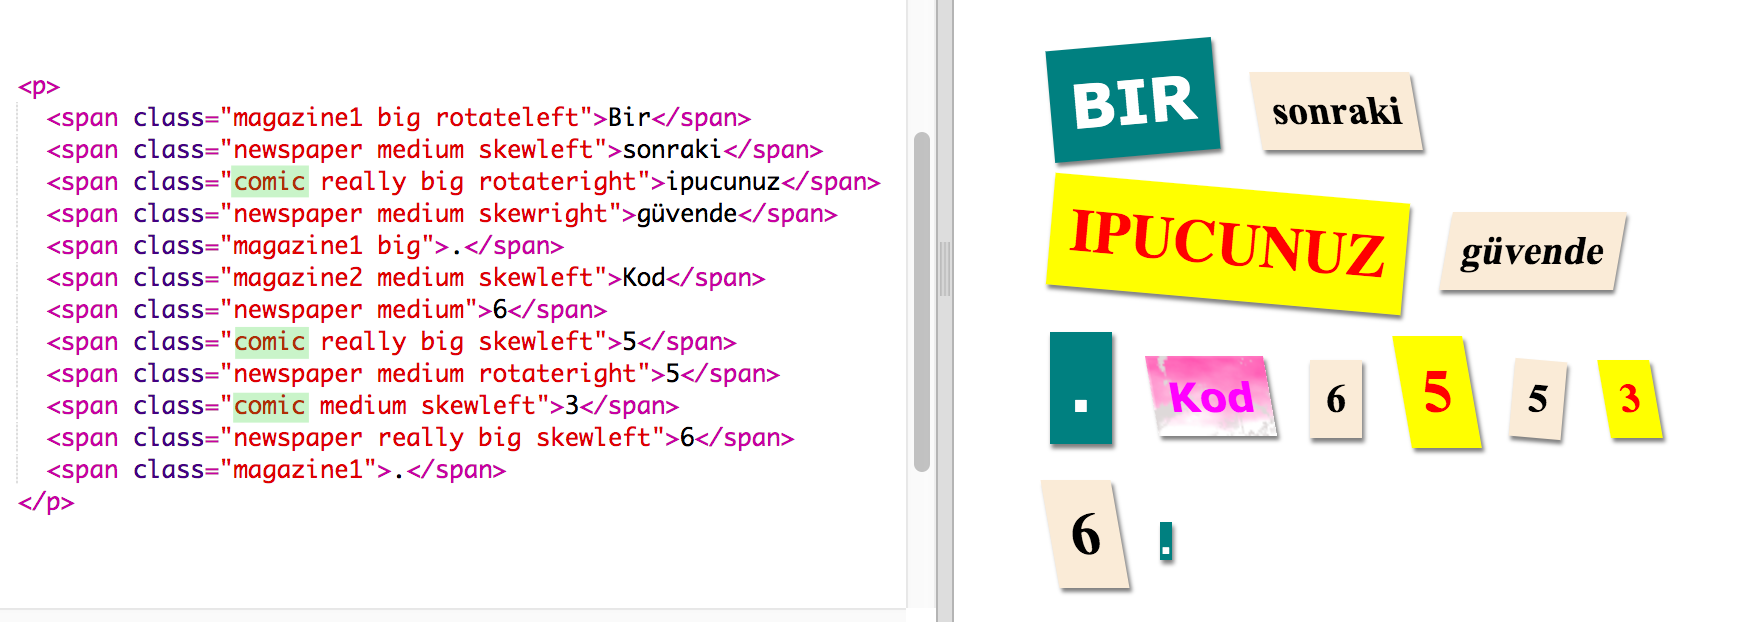 <p>
<span class="magazine1 big rotateleft">Bir</span>
<span class="newspaper medium skewleft">sonraki</span>
<span class="comic really big rotateright">ipucunuz</span>
<span class="newspaper medium skewright">güvende</span>
<span class="magazine1 big">.</span>
<span class="magazine2 medium skewleft">Kod</span>
<span class="newspaper medium">6</span>
<span class="comic really big skewleft">5</span>
<span class="newspaper medium rotateright">5</span>
<span class="comic medium skewleft">3</span>
<span class="newspaper really big skewleft">6</span>
<span class="magazine1">.</span>
</p>
BIR sonraki
IPUCUNUZ güvende
. Kod 6 5 5 3
6 .